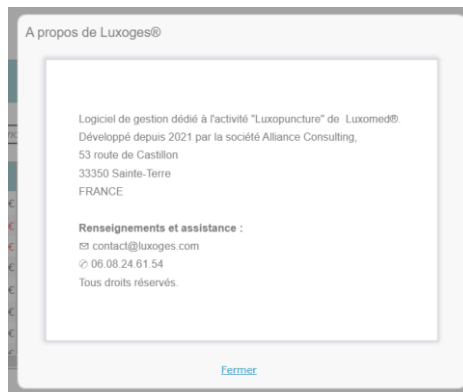 A propos de Luxoges®
Logiciel de gestion dédié à l'activité "Luxopuncture" de Luxomed®.
Développé depuis 2021 par la société Alliance Consulting,
53 route de Castillon
33350 Sainte-Terre
FRANCE
Renseignements et assistance :
✉ contact@luxoges.com
✆ 06.08.24.61.54
Tous droits réservés.
Fermer